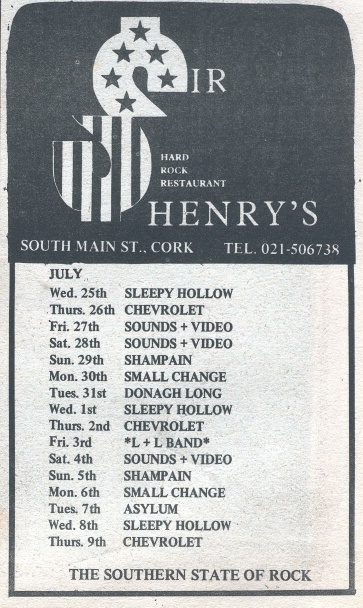 SIR
HARD
ROCK
RESTAURANT
HENRY'S
SOUTH MAIN ST., CORK TEL. 021-506738
JULY
Wed. 25th SLEEPY HOLLOW
Thurs. 26th CHEVROLET
Fri. 27th SOUNDS + VIDEO
Sat. 28th SOUNDS + VIDEO
Sun. 29th SHAMPAIN
Mon. 30th SMALL CHANGE
Tues. 31st DONAGH LONG
Wed. 1st SLEEPY HOLLOW
Thurs. 2nd CHEVROLET
Fri. 3rd *L + L BAND*
Sat. 4th SOUNDS + VIDEO
Sun. 5th SHAMPAIN
Mon. 6th SMALL CHANGE
Tues. 7th ASYLUM
Wed. 8th SLEEPY HOLLOW
Thurs. 9th CHEVROLET
THE SOUTHERN STATE OF ROCK